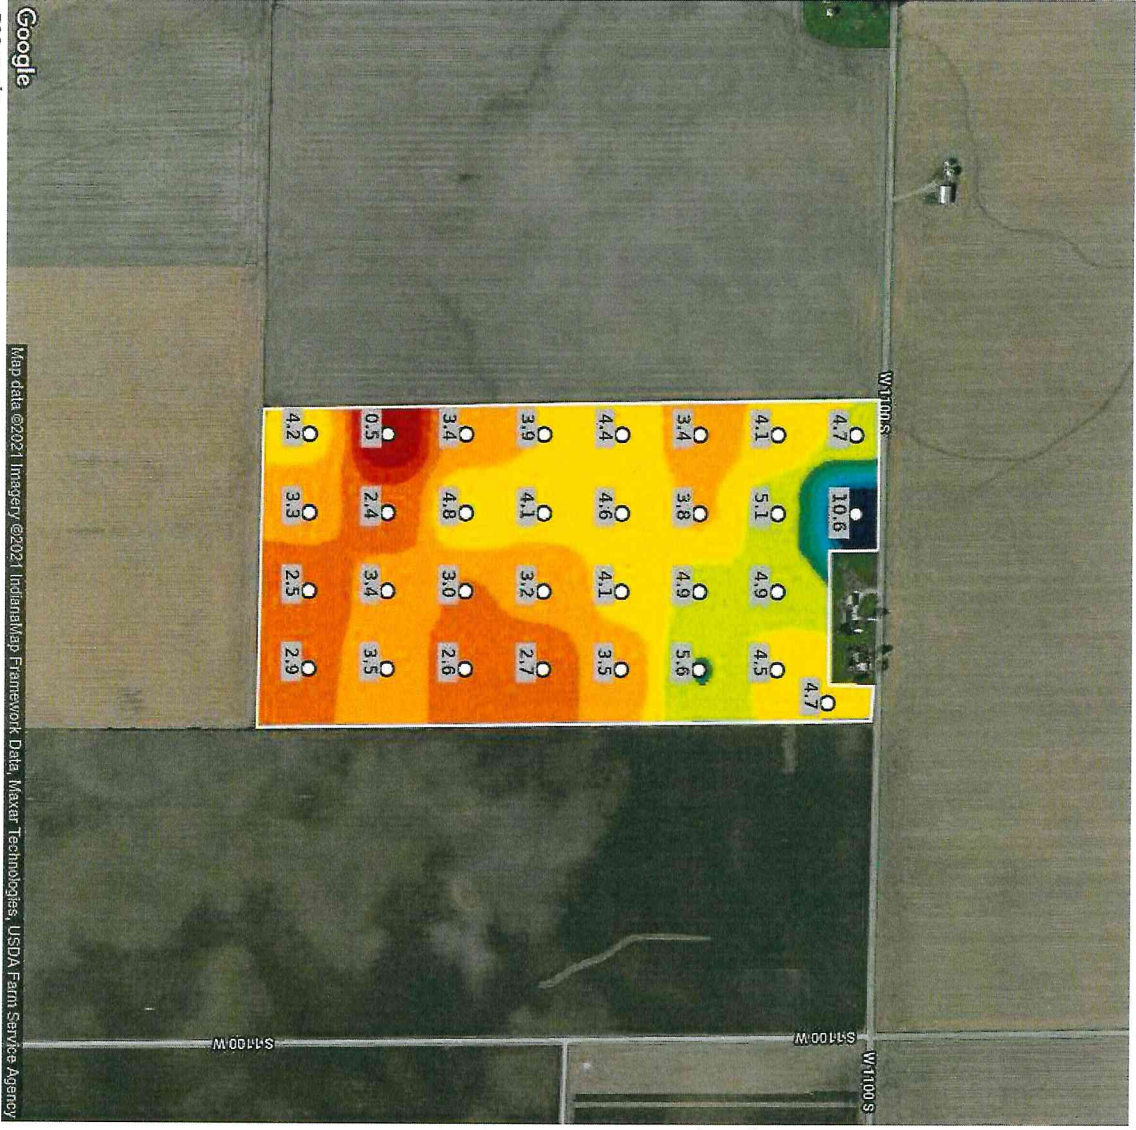 W 1100 S
W 1100 S
4.7 10.6
4.7
S 1100 W
4.1 5.1 4.9 4.5
3.4 3.8 4.9 5.6
4.4 4.6 4.1 3.5
3.9 4.1 3.2 2.7
3.4 4.8 3.0 2.6
0.5 2.4 3.4 3.5
4.2 3.3 2.5 2.9
S 1100 W
Google
Map data ©2021 Imagery ©2021 IndianaMap Framework Data, Maxar Technologies, USDA Farm Service Agency